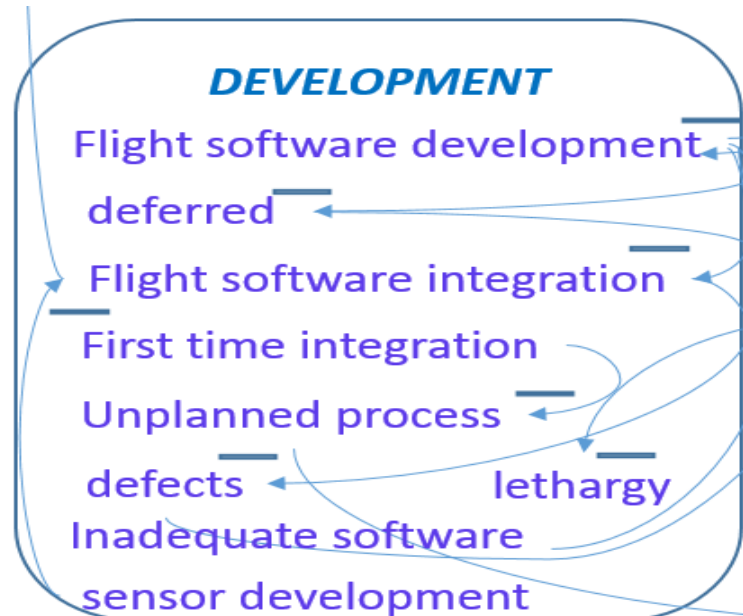 DEVELOPMENT
Flight software development
deferred
Flight software integration
First time integration
Unplanned process
defects lethargy
Inadequate software
sensor development